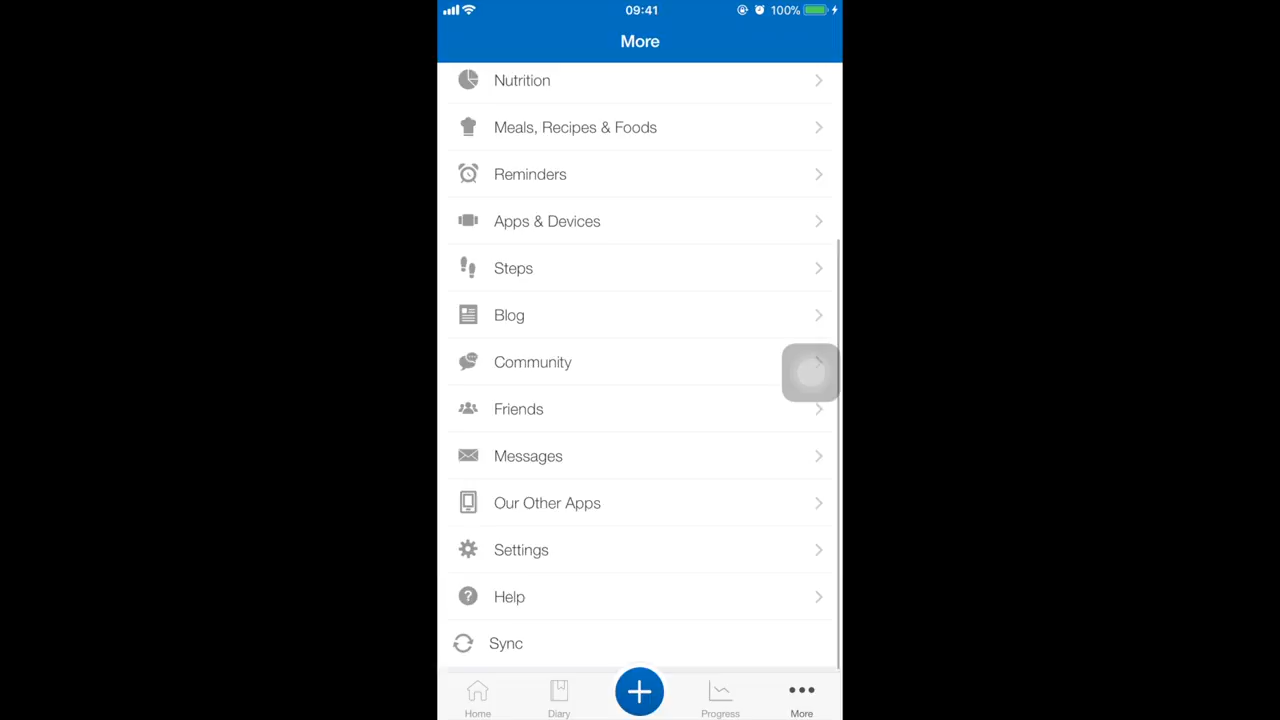 09:41
100%
More
Nutrition
Meals, Recipes & Foods
Reminders
Apps & Devices
Steps
Blog
Community
Friends
Messages
Our Other Apps
Settings
Help
Sync
Home
Diary
Progress
More